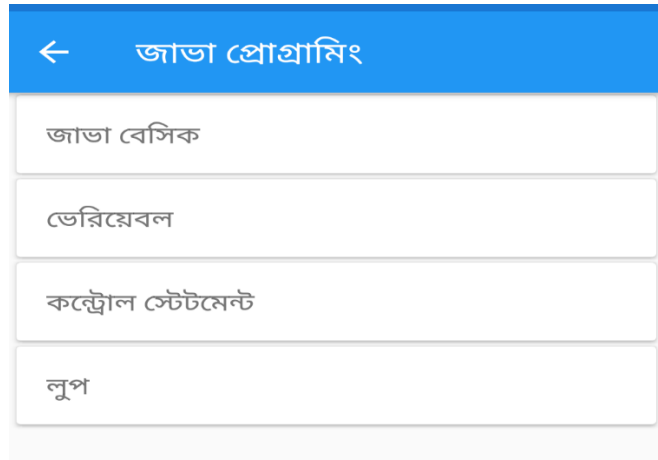 জাভা প্রোগ্রামিং
জাভা বেসিক
ভেরিয়েবল
কন্ট্রোল স্টেটমেন্ট
লুপ